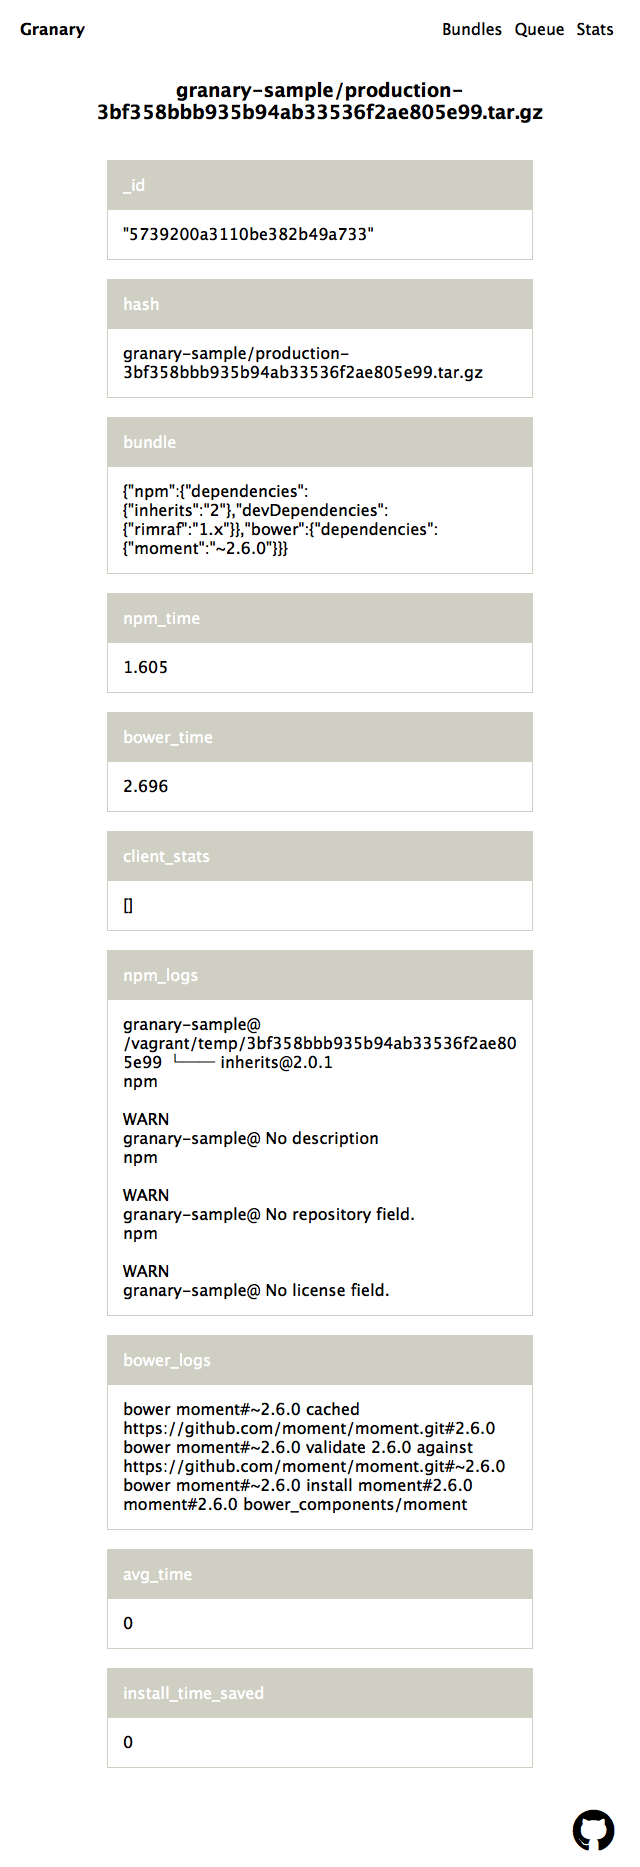 Granary
Bundles Queue Stats
granary-sample/production-
3bf358bbb935b94ab33536f2ae805e99.tar.gz
_id
"5739200a3110be382b49a733"
hash
granary-sample/production-
3bf358bbb935b94ab33536f2ae805e99.tar.gz
bundle
{"npm":{"dependencies":
{"inherits":"2"},"devDependencies":
{"rimraf":"1.x"}},"bower":{"dependencies":
{"moment":"~2.6.0"}}}
npm_time
1.605
bower_time
2.696
client_stats
[]
npm_logs
granary-sample@
/vagrant/temp/3bf358bbb935b94ab33536f2ae80
5e99 └── inherits@2.0.1
npm
WARN
granary-sample@ No description
npm
WARN
granary-sample@ No repository field.
npm
WARN
granary-sample@ No license field.
bower_logs
bower moment#~2.6.0 cached
https://github.com/moment/moment.git#2.6.0
bower moment#~2.6.0 validate 2.6.0 against
https://github.com/moment/moment.git#~2.6.0
bower moment#~2.6.0 install moment#2.6.0
moment#2.6.0 bower_components/moment
avg_time
0
install_time_saved
0